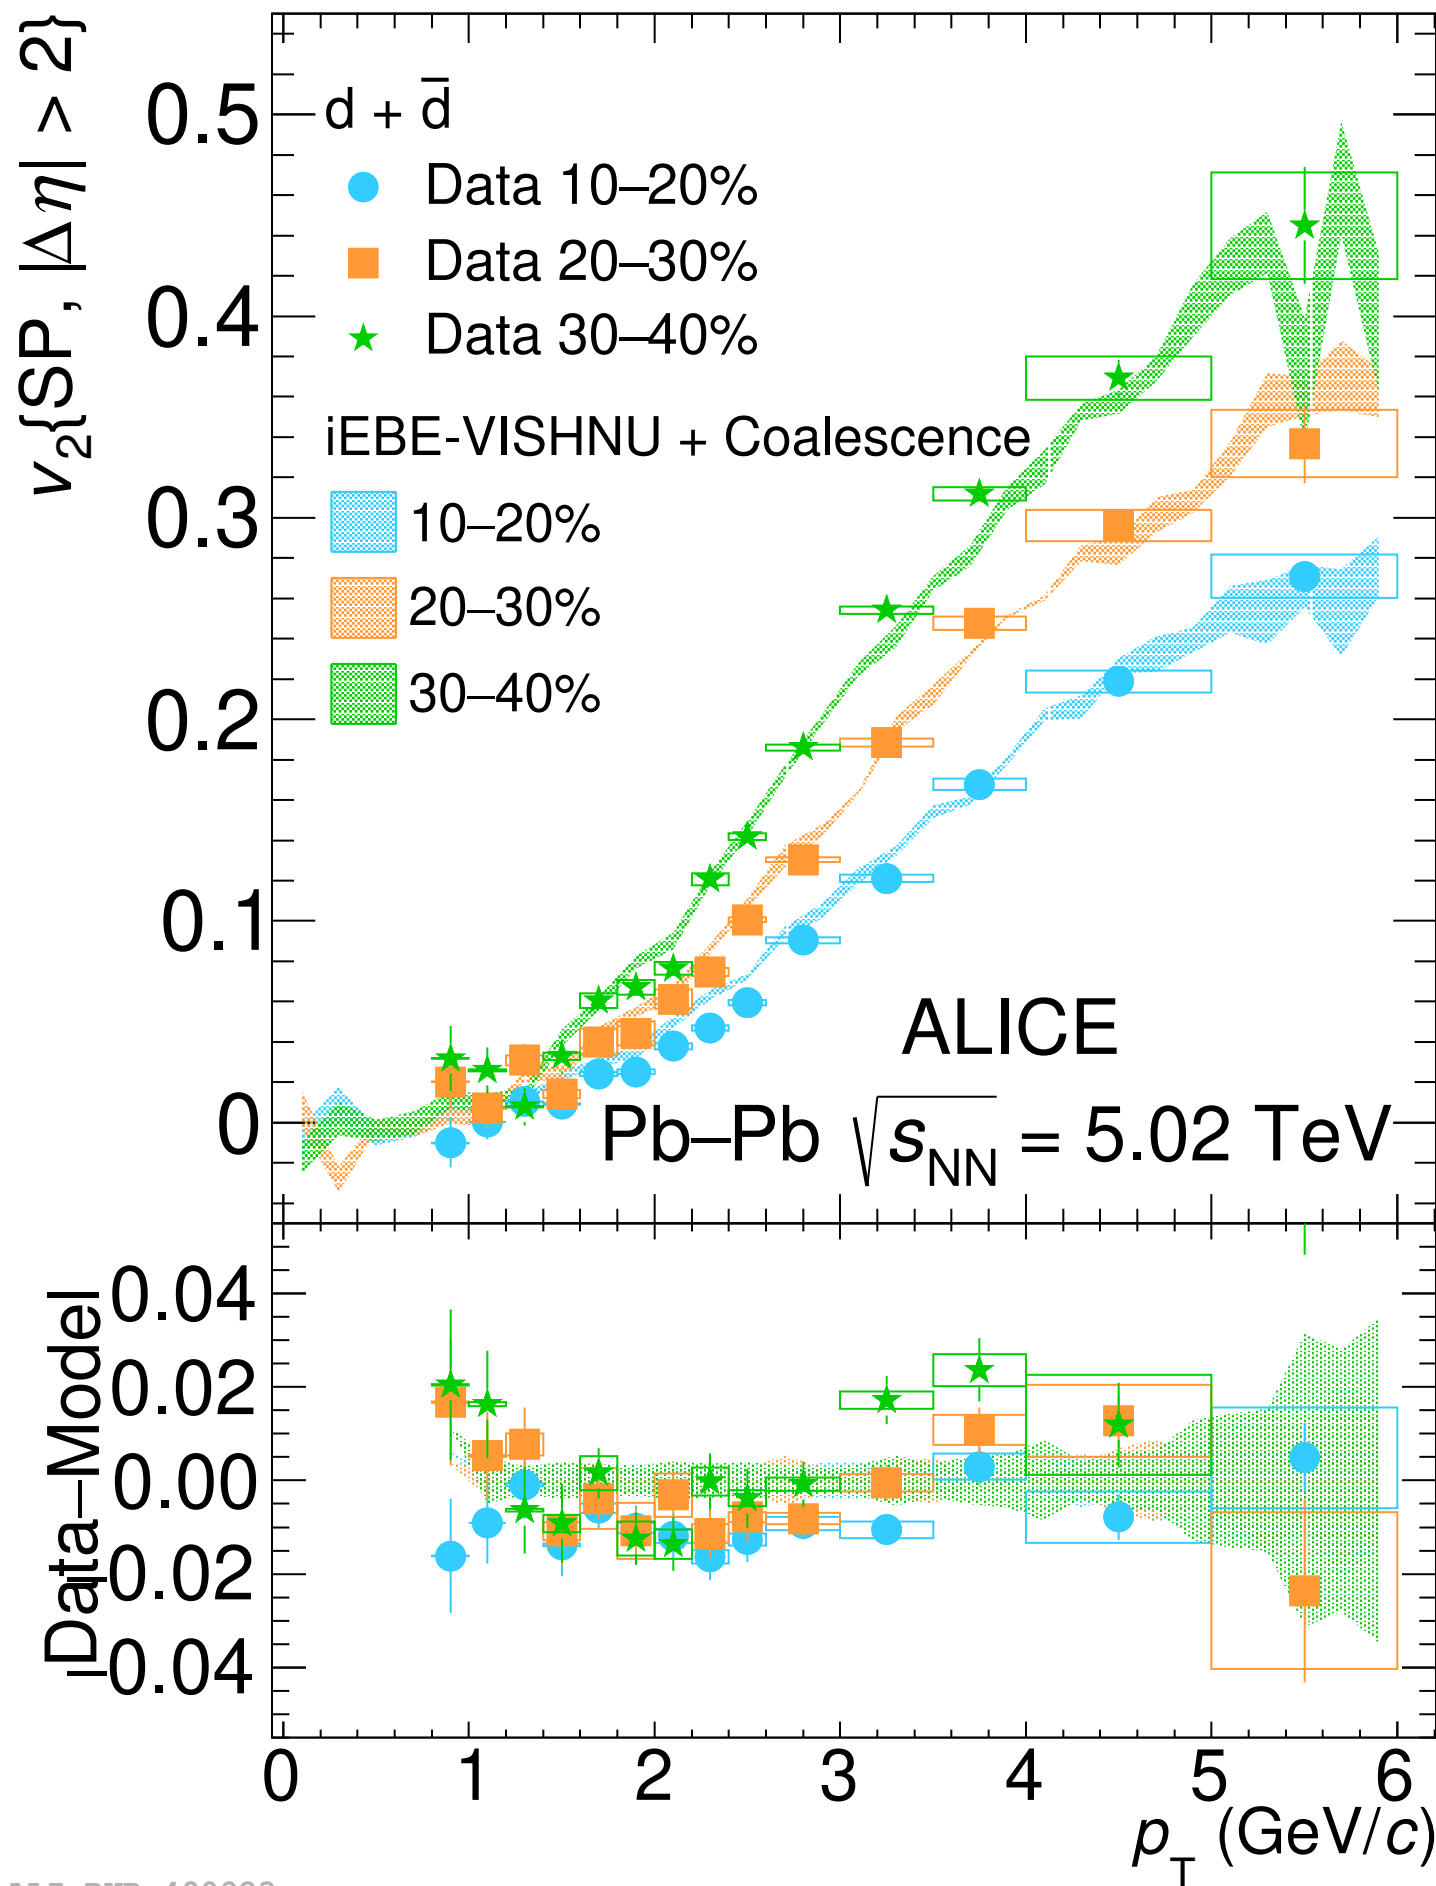 v₂{SP, |Δη| > 2}
0.5
0.4
0.3
0.2
0.1
0
d + d̅
Data 10–20%
Data 20–30%
Data 30–40%
iEBE-VISHNU + Coalescence
10–20%
20–30%
30–40%
ALICE
Pb–Pb √sNN = 5.02 TeV
Data–Model
0.04
0.02
0.00
−0.02
−0.04
0 1 2 3 4 5 6
pT (GeV/c)